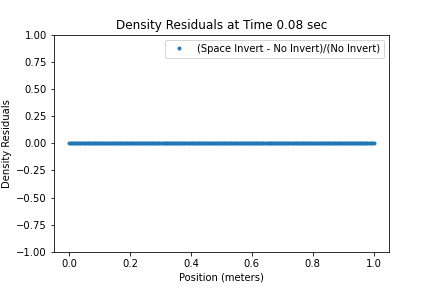 Density Residuals at Time 0.08 sec
1.00
0.75
0.50
0.25
0.00
−0.25
−0.50
−0.75
−1.00
Density Residuals
(Space Invert - No Invert)/(No Invert)
0.0 0.2 0.4 0.6 0.8 1.0
Position (meters)